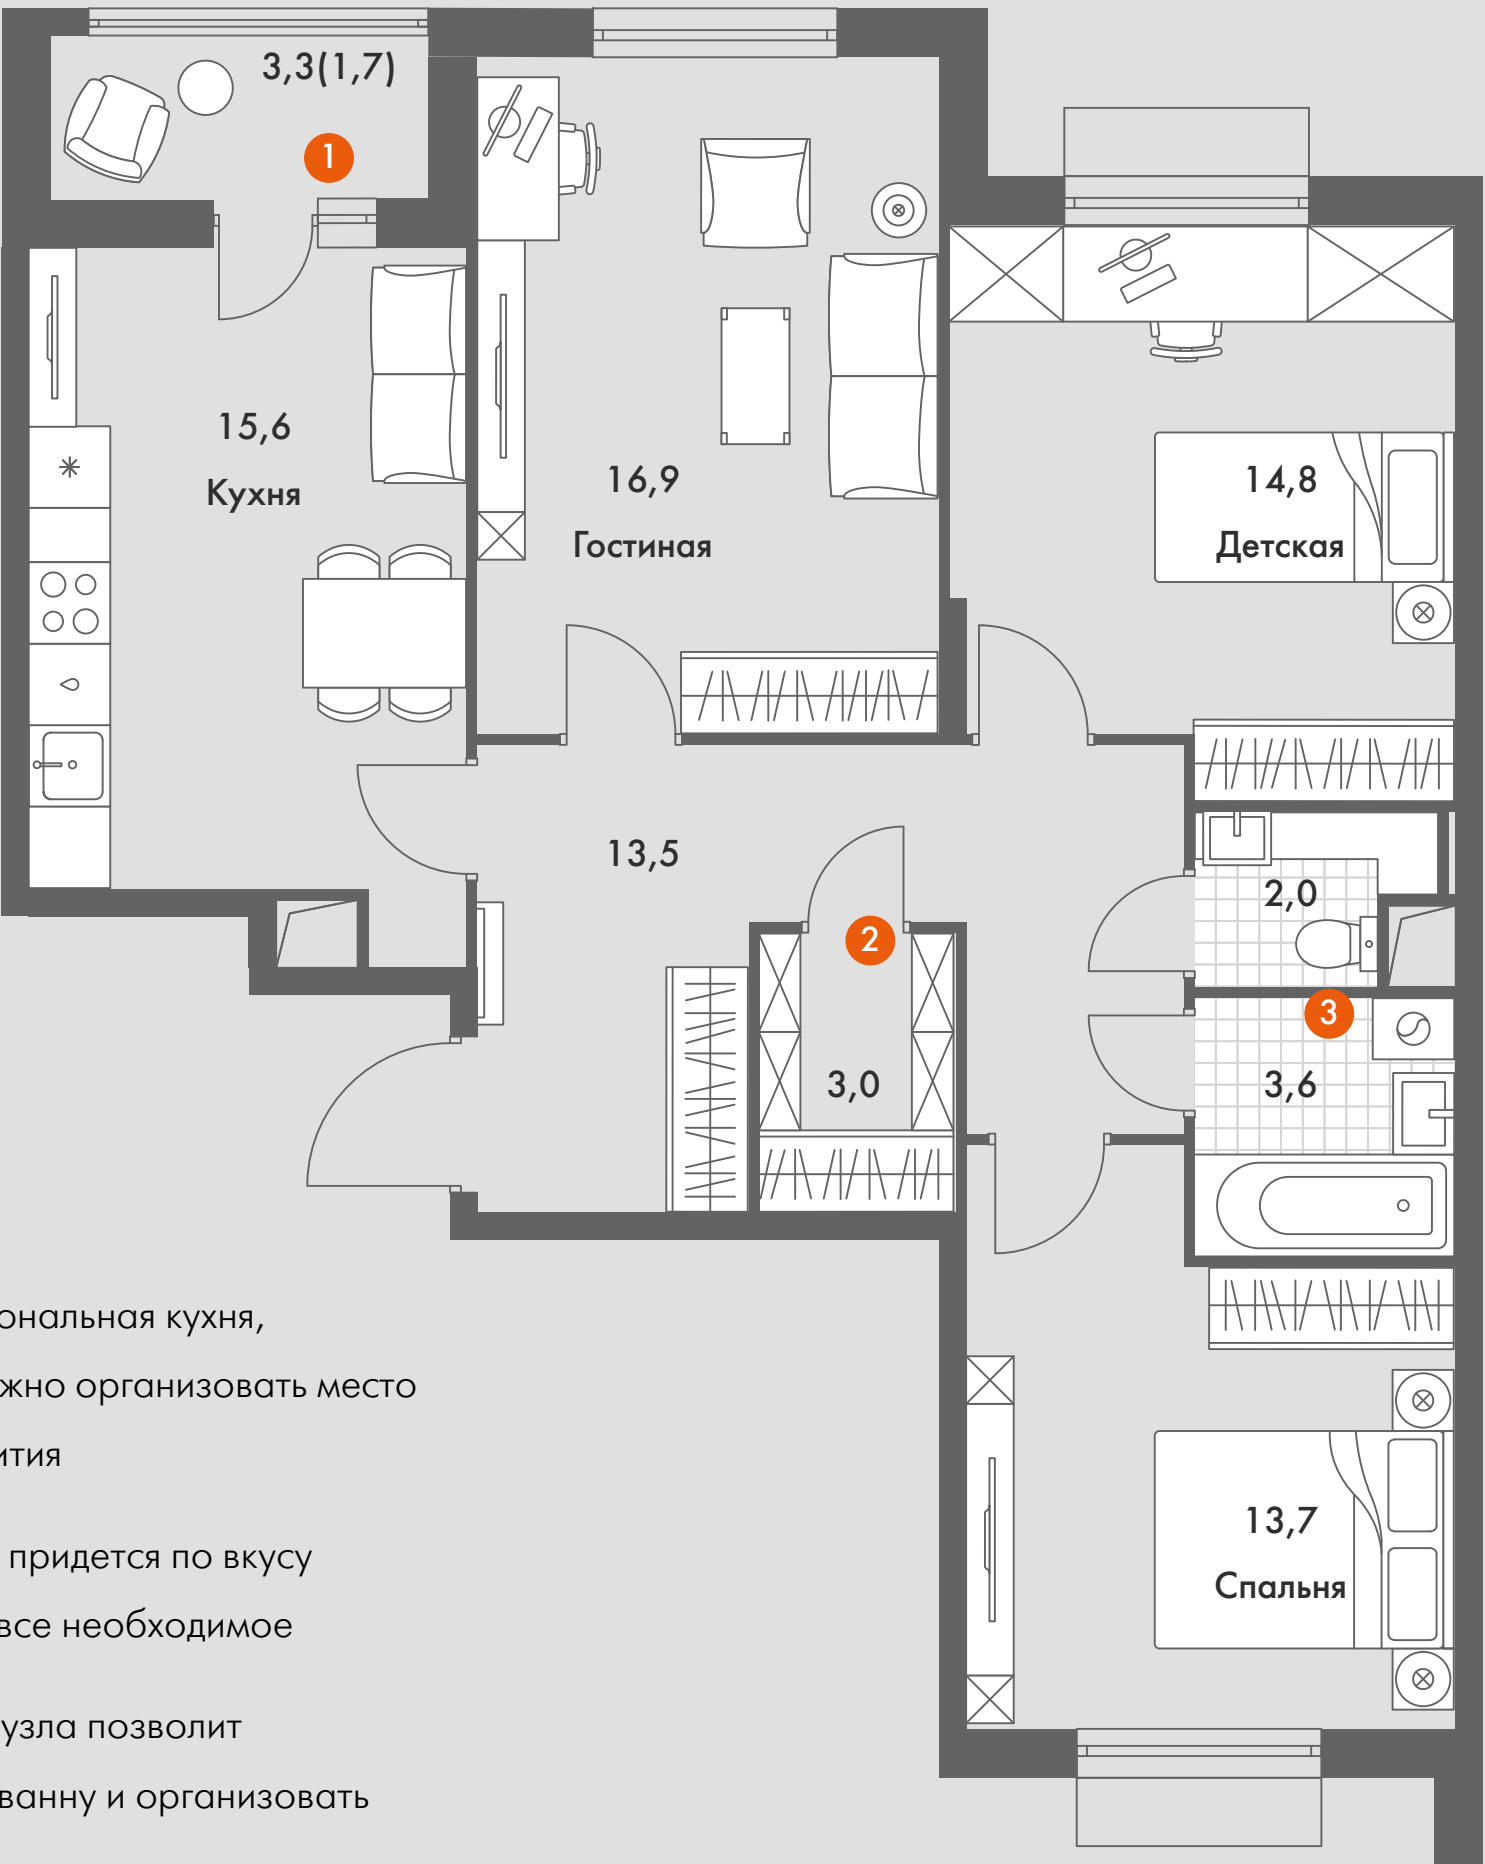 3,3(1,7)
1
15,6
Кухня
16,9
Гостиная
14,8
Детская
13,5
2
3,0
2,0
3
3,6
13,7
Спальня
ональная кухня,
жно организовать место
ития
придется по вкусу
все необходимое
узла позволит
ванну и организовать